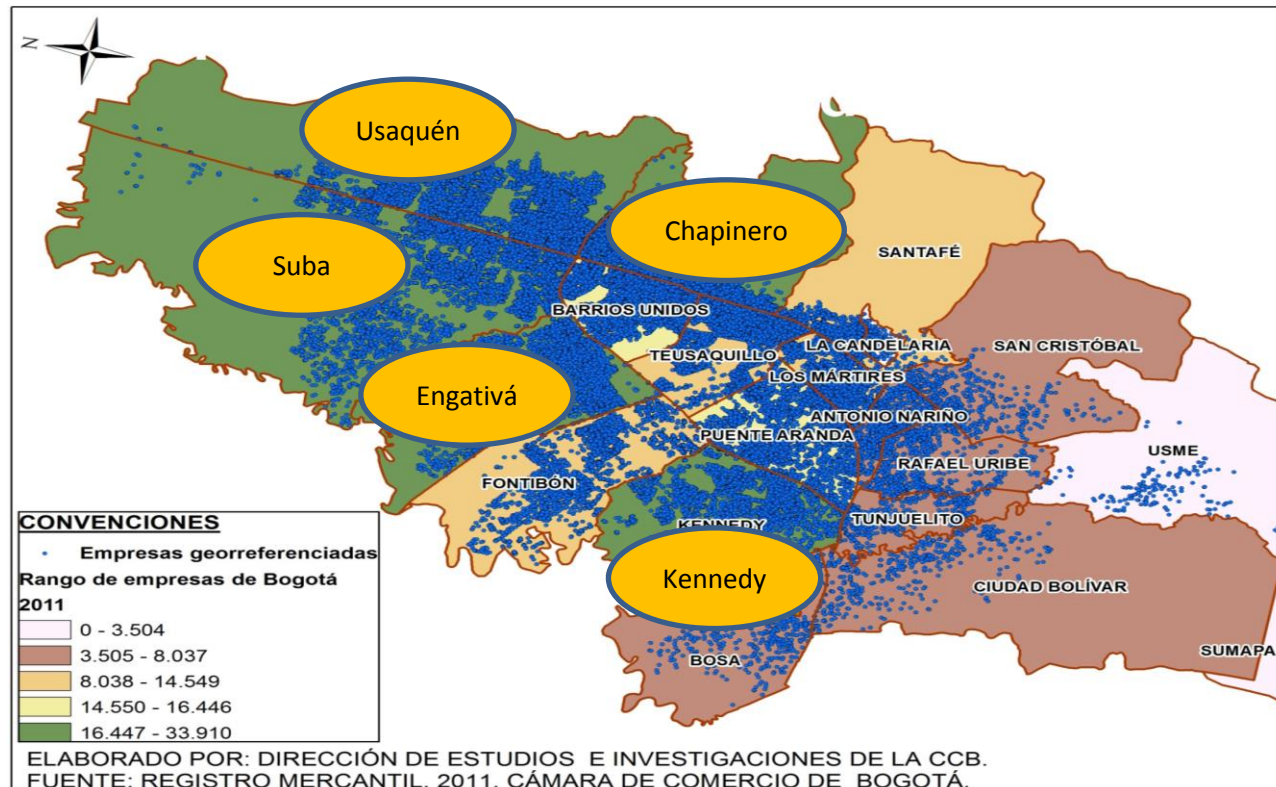 N
Usaquén
Chapinero
Suba
SANTAFÉ
BARRIOS UNIDOS
LA CANDELARIA
SAN CRISTÓBAL
TEUSAQUILLO
LOS MÁRTIRES
Engativá
ANTONIO NARIÑO
PUENTE ARANDA
USME
RAFAEL URIBE
FONTIBÓN
TUNJUELITO
KENNEDY
Kennedy
CIUDAD BOLÍVAR
SUMAPA
BOSA
CONVENCIONES
Empresas georreferenciadas
Rango de empresas de Bogotá
2011
0 - 3.504
3.505 - 8.037
8.038 - 14.549
14.550 - 16.446
16.447 - 33.910
ELABORADO POR: DIRECCIÓN DE ESTUDIOS E INVESTIGACIONES DE LA CCB.
FUENTE: REGISTRO MERCANTIL, 2011. CÁMARA DE COMERCIO DE BOGOTÁ.